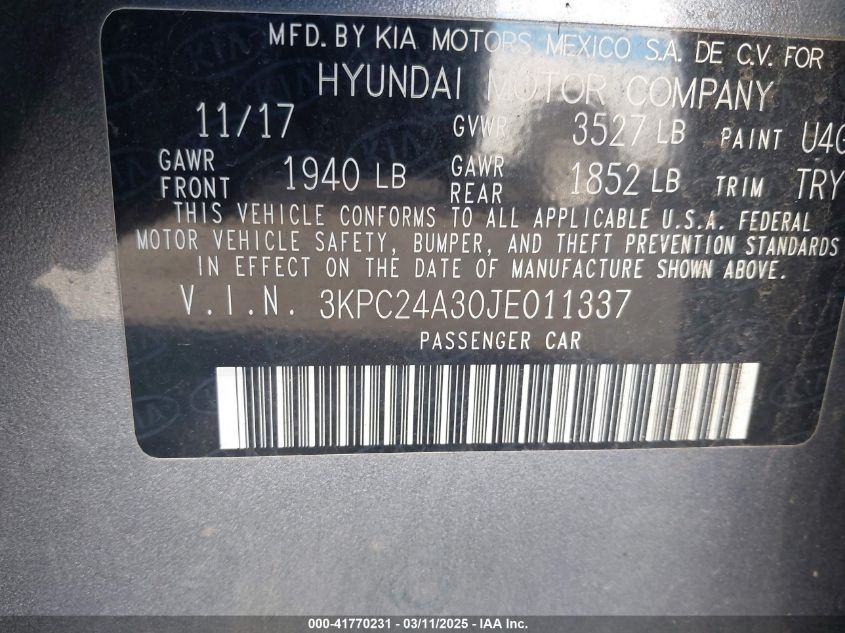 MFD. BY KIA MOTORS MEXICO S.A. DE C.V. FOR
HYUNDAI MOTOR COMPANY
11/17 GVWR 3527 LB PAINT U4G
GAWR FRONT 1940 LB GAWR REAR 1852 LB TRIM TRY
THIS VEHICLE CONFORMS TO ALL APPLICABLE U.S.A. FEDERAL
MOTOR VEHICLE SAFETY, BUMPER, AND THEFT PREVENTION STANDARDS
IN EFFECT ON THE DATE OF MANUFACTURE SHOWN ABOVE.
V.I.N. 3KPC24A30JE011337
PASSENGER CAR
000-41770231 - 03/11/2025 - IAA Inc.